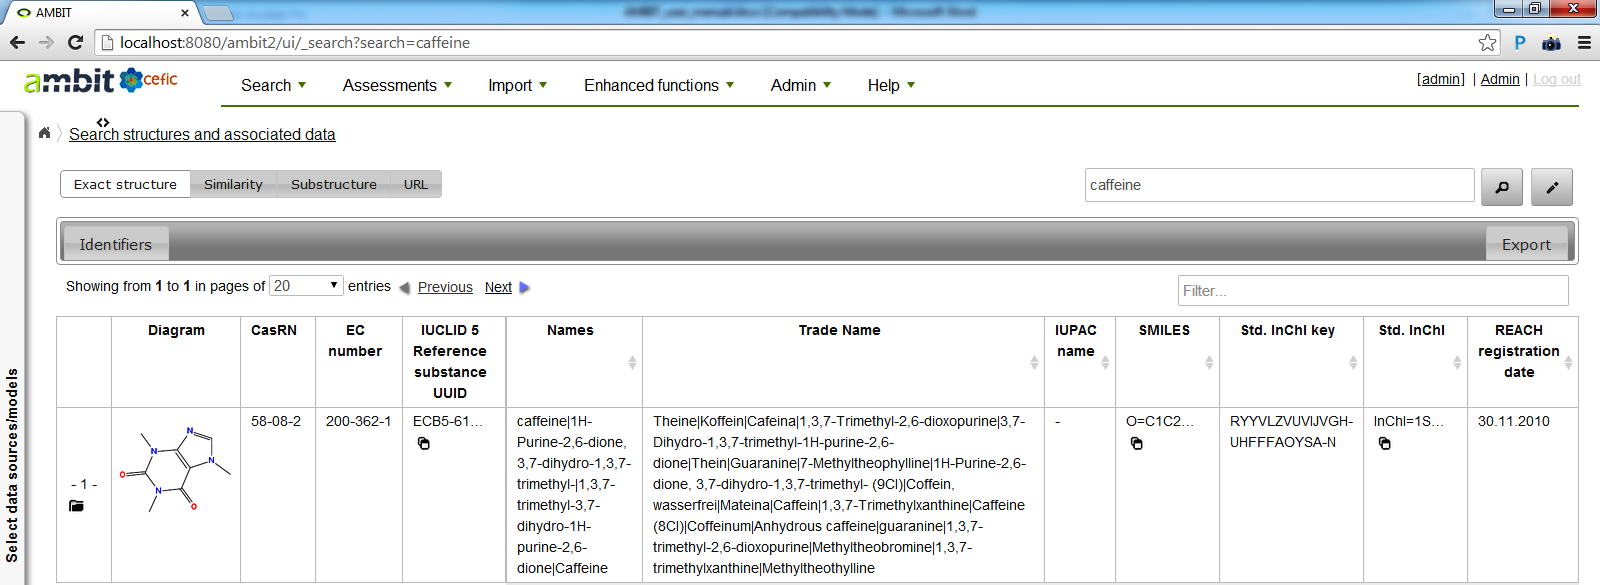 AMBIT
AMBIT_user_manual.docx [Compatibility Mode] - Microsoft Word
localhost:8080/ambit2/ui/_search?search=caffeine
P
ambit cefic
Search Assessments Import Enhanced functions Admin Help
[admin] | Admin | Log out
Search structures and associated data
Exact structure Similarity Substructure URL
caffeine
Identifiers Export
Showing from 1 to 1 in pages of 20 entries Previous Next
Filter...
Select data sources/models
Diagram
CasRN
EC
number
IUCLID 5
Reference
substance
UUID
Names
Trade Name
IUPAC
name
SMILES
Std. InChI key
Std. InChI
REACH
registration
date
- 1 -
N
N
N
N
O
O
58-08-2
200-362-1
ECB5-61...
caffeine|1H-
Purine-2,6-dione,
3,7-dihydro-1,3,7-
trimethyl-|1,3,7-
trimethyl-3,7-
dihydro-1H-
purine-2,6-
dione|Caffeine
Theine|Koffein|Cafeina|1,3,7-Trimethyl-2,6-dioxopurine|3,7-
Dihydro-1,3,7-trimethyl-1H-purine-2,6-
dione|Thein|Guaranine|7-Methyltheophylline|1H-Purine-2,6-
dione, 3,7-dihydro-1,3,7-trimethyl- (9CI)|Coffein,
wasserfrei|Mateina|Caffein|1,3,7-Trimethylxanthine|Caffeine
(8CI)|Coffeinum|Anhydrous caffeine|guaranine|1,3,7-
trimethyl-2,6-dioxopurine|Methyltheobromine|1,3,7-
trimethylxanthine|Methyltheothylline
-
O=C1C2...
RYYVLZVUVIJVGH-
UHFFFAOYSA-N
InChI=1S...
30.11.2010